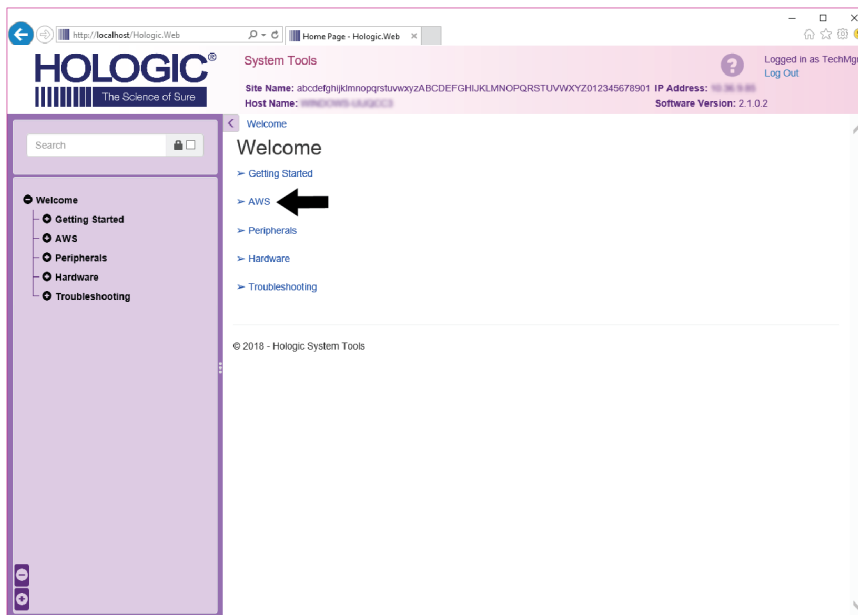 http://localhost/Hologic.Web
Home Page - Hologic.Web
HOLOGIC®
The Science of Sure
System Tools
Logged in as TechMg
Log Out
Site Name: abcdefghijklmnopqrstuvwxyzABCDEFGHIJKLMNOPQRSTUVWXYZ012345678901 IP Address:
Host Name:
Software Version: 2.1.0.2
Search
Welcome
Getting Started
AWS
Peripherals
Hardware
Troubleshooting
Welcome
Welcome
➢ Getting Started
➢ AWS
➢ Peripherals
➢ Hardware
➢ Troubleshooting
© 2018 - Hologic System Tools